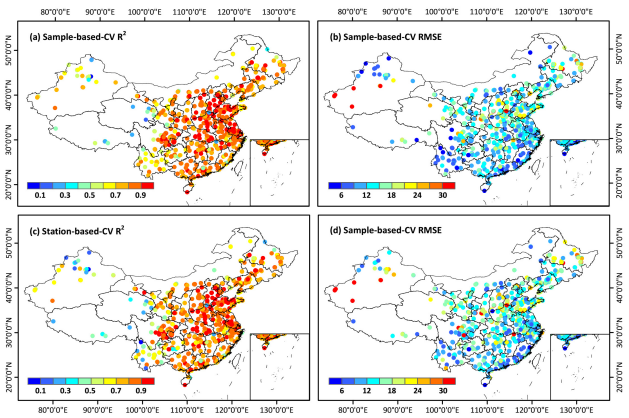 80°0'0"E 90°0'0"E 100°0'0"E 110°0'0"E 120°0'0"E 130°0'0"E 80°0'0"E 90°0'0"E 100°0'0"E 110°0'0"E 120°0'0"E 130°0'0"E
(a) Sample-based-CV R²
(b) Sample-based-CV RMSE
50°0'0"N 50°0'0"N
40°0'0"N 40°0'0"N
30°0'0"N 30°0'0"N
20°0'0"N 20°0'0"N
0.1 0.3 0.5 0.7 0.9
6 12 18 24 30
(c) Station-based-CV R²
(d) Sample-based-CV RMSE
50°0'0"N 50°0'0"N
40°0'0"N 40°0'0"N
30°0'0"N 30°0'0"N
20°0'0"N 20°0'0"N
0.1 0.3 0.5 0.7 0.9
6 12 18 24 30
80°0'0"E 90°0'0"E 100°0'0"E 110°0'0"E 120°0'0"E 130°0'0"E 80°0'0"E 90°0'0"E 100°0'0"E 110°0'0"E 120°0'0"E 130°0'0"E